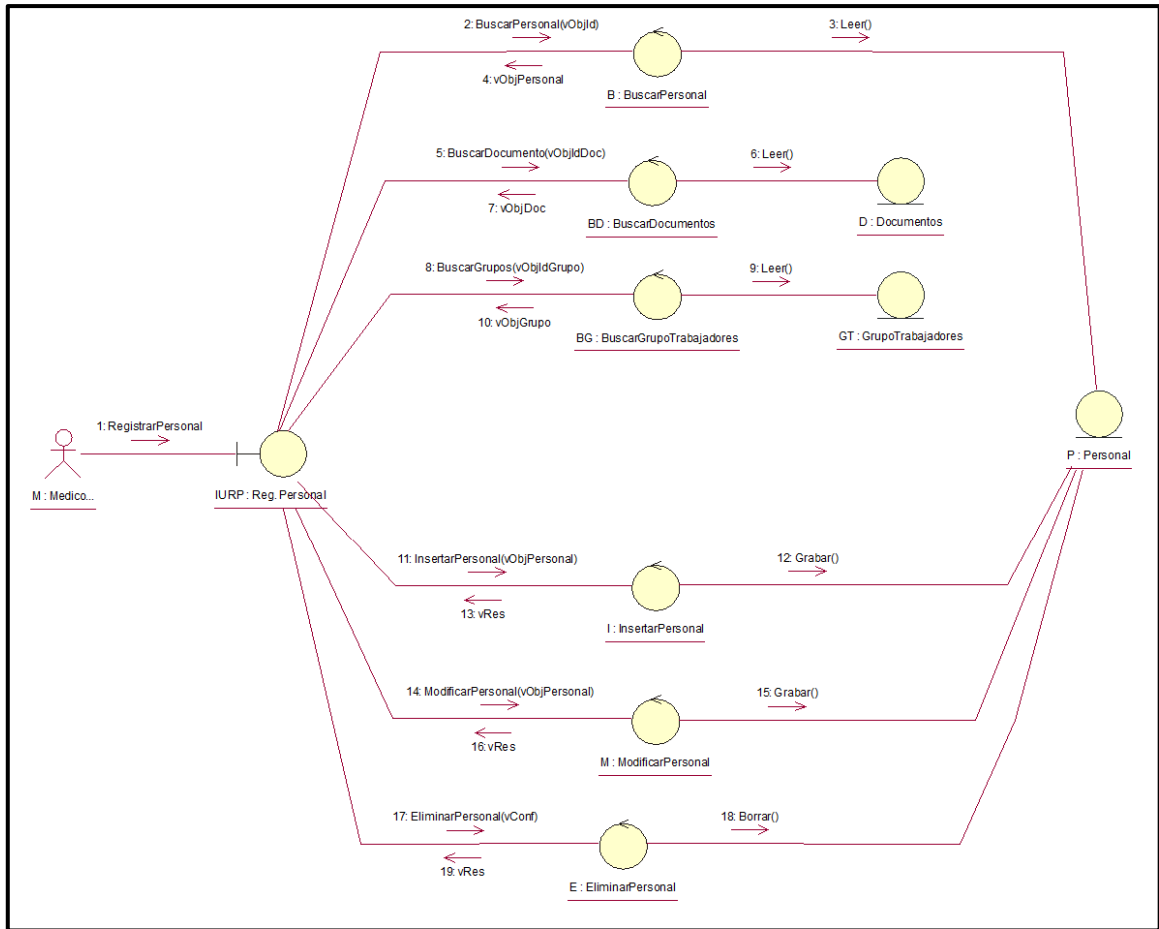 2: BuscarPersonal(vObjId)
3: Leer()
4: vObjPersonal
B : BuscarPersonal
5: BuscarDocumento(vObjIdDoc)
6: Leer()
7: vObjDoc
BD : BuscarDocumentos
D : Documentos
8: BuscarGrupos(vObjIdGrupo)
9: Leer()
10: vObjGrupo
BG : BuscarGrupoTrabajadores
GT : GrupoTrabajadores
1: RegistrarPersonal
M : Medico...
IURP : Reg. Personal
P : Personal
11: InsertarPersonal(vObjPersonal)
12: Grabar()
13: vRes
I : InsertarPersonal
14: ModificarPersonal(vObjPersonal)
15: Grabar()
16: vRes
M : ModificarPersonal
17: EliminarPersonal(vConf)
18: Borrar()
19: vRes
E : EliminarPersonal